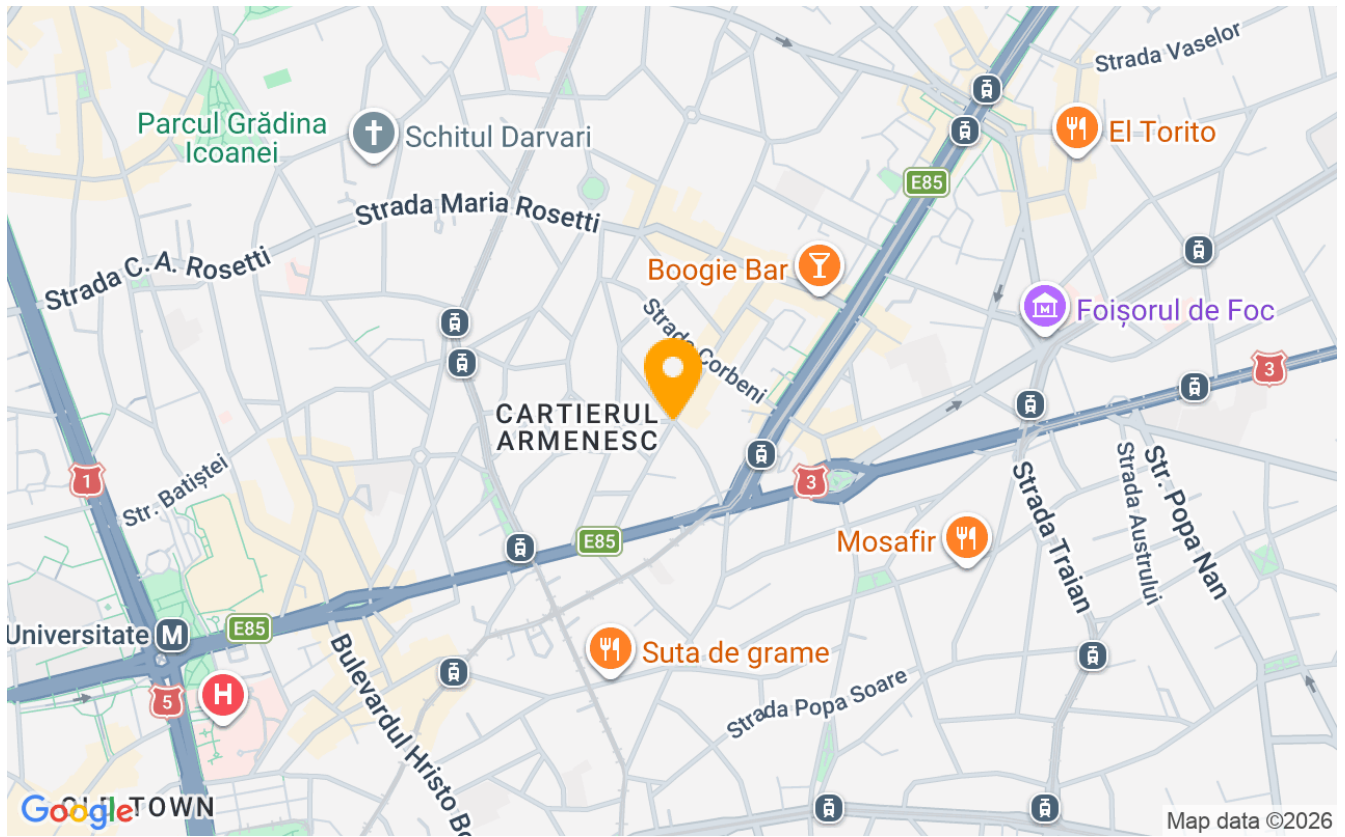 Strada Vaselor
Parcul Grădina
Icoanei
Schitul Darvari
El Torito
E85
Strada Maria Rosetti
Strada C. A. Rosetti
Boogie Bar
Foișorul de Foc
Strada Corbeni
3
CARTIERUL
ARMENESC
1
Str. Batiștei
3
Strada Traian
Strada Austrului
Str. Popa Nan
E85
Mosafir
Universitate
M
E85
Suta de grame
5
H
Bulevardul Hristo Bo
Strada Popa Soare
Google
TOWN
Map data ©2026